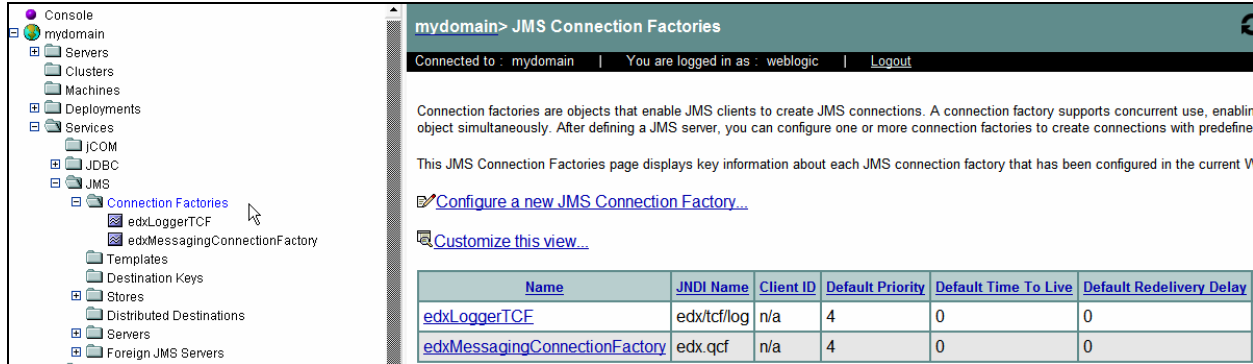 Console
mydomain
Servers
Clusters
Machines
Deployments
Services
jCOM
JDBC
JMS
Connection Factories
edxLoggerTCF
edxMessagingConnectionFactory
Templates
Destination Keys
Stores
Distributed Destinations
Servers
Foreign JMS Servers
mydomain> JMS Connection Factories
Connected to : mydomain | You are logged in as : weblogic | Logout
Connection factories are objects that enable JMS clients to create JMS connections. A connection factory supports concurrent use, enablin
object simultaneously. After defining a JMS server, you can configure one or more connection factories to create connections with predefine
This JMS Connection Factories page displays key information about each JMS connection factory that has been configured in the current W
Configure a new JMS Connection Factory...
Customize this view...
Name JNDI Name Client ID Default Priority Default Time To Live Default Redelivery Delay
edxLoggerTCF edx/tcf/log n/a 4 0 0
edxMessagingConnectionFactory edx.qcf n/a 4 0 0